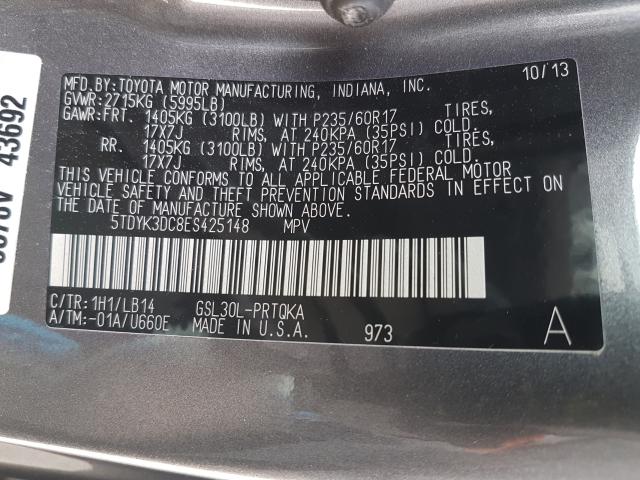 MFD.BY:TOYOTA MOTOR MANUFACTURING, INDIANA, INC. 10/13
GVWR:2715KG (5995LB)
GAWR:FRT. 1405KG (3100LB) WITH P235/60R17 TIRES,
17X7J RIMS, AT 240KPA (35PSI) COLD.
RR. 1405KG (3100LB) WITH P235/60R17 TIRES,
17X7J RIMS, AT 240KPA (35PSI) COLD.
THIS VEHICLE CONFORMS TO ALL APPLICABLE FEDERAL MOTOR
VEHICLE SAFETY AND THEFT PREVENTION STANDARDS IN EFFECT ON
THE DATE OF MANUFACTURE SHOWN ABOVE.
5TDYK3DC8ES425148 MPV
C/TR:1H1/LB14 GSL30L-PRTQKA
A/TM:-01A/U660E MADE IN U.S.A. 973 A
43692